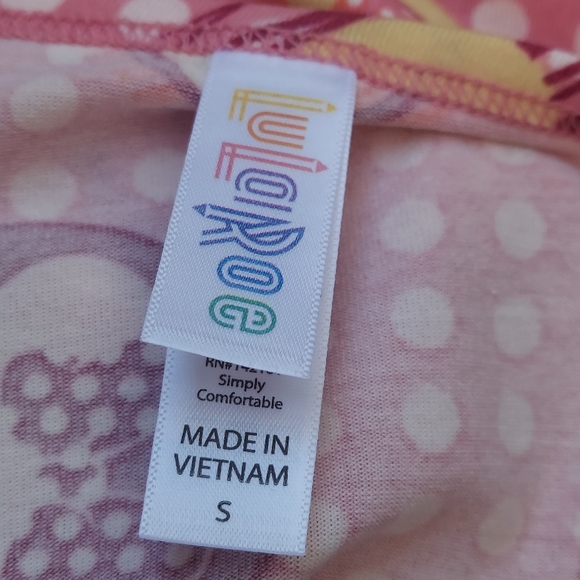 LuLaRoe
Simply
Comfortable
MADE IN
VIETNAM
S